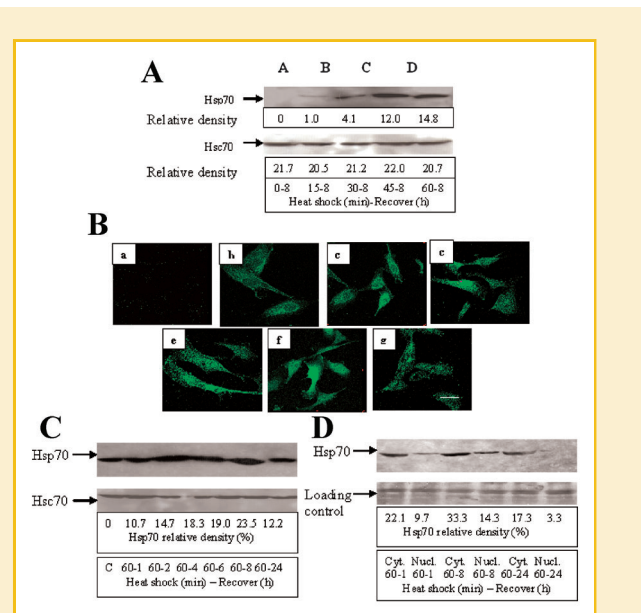 A
A B C D
Hsp70
Relative density
0 1.0 4.1 12.0 14.8
Hsc70
Relative density
21.7 20.5 21.2 22.0 20.7
0-8 15-8 30-8 45-8 60-8
Heat shock (min)-Recover (h)
B
a h c c
e f g
C
Hsp70
Hsc70
0 10.7 14.7 18.3 19.0 23.5 12.2
Hsp70 relative density (%)
C 60-1 60-2 60-4 60-6 60-8 60-24
Heat shock (min) – Recover (h)
D
Hsp70
Loading
control
22.1 9.7 33.3 14.3 17.3 3.3
Hsp70 relative density (%)
Cyt. Nucl. Cyt. Nucl. Cyt. Nucl.
60-1 60-1 60-8 60-8 60-24 60-24
Heat shock (min) – Recover (h)